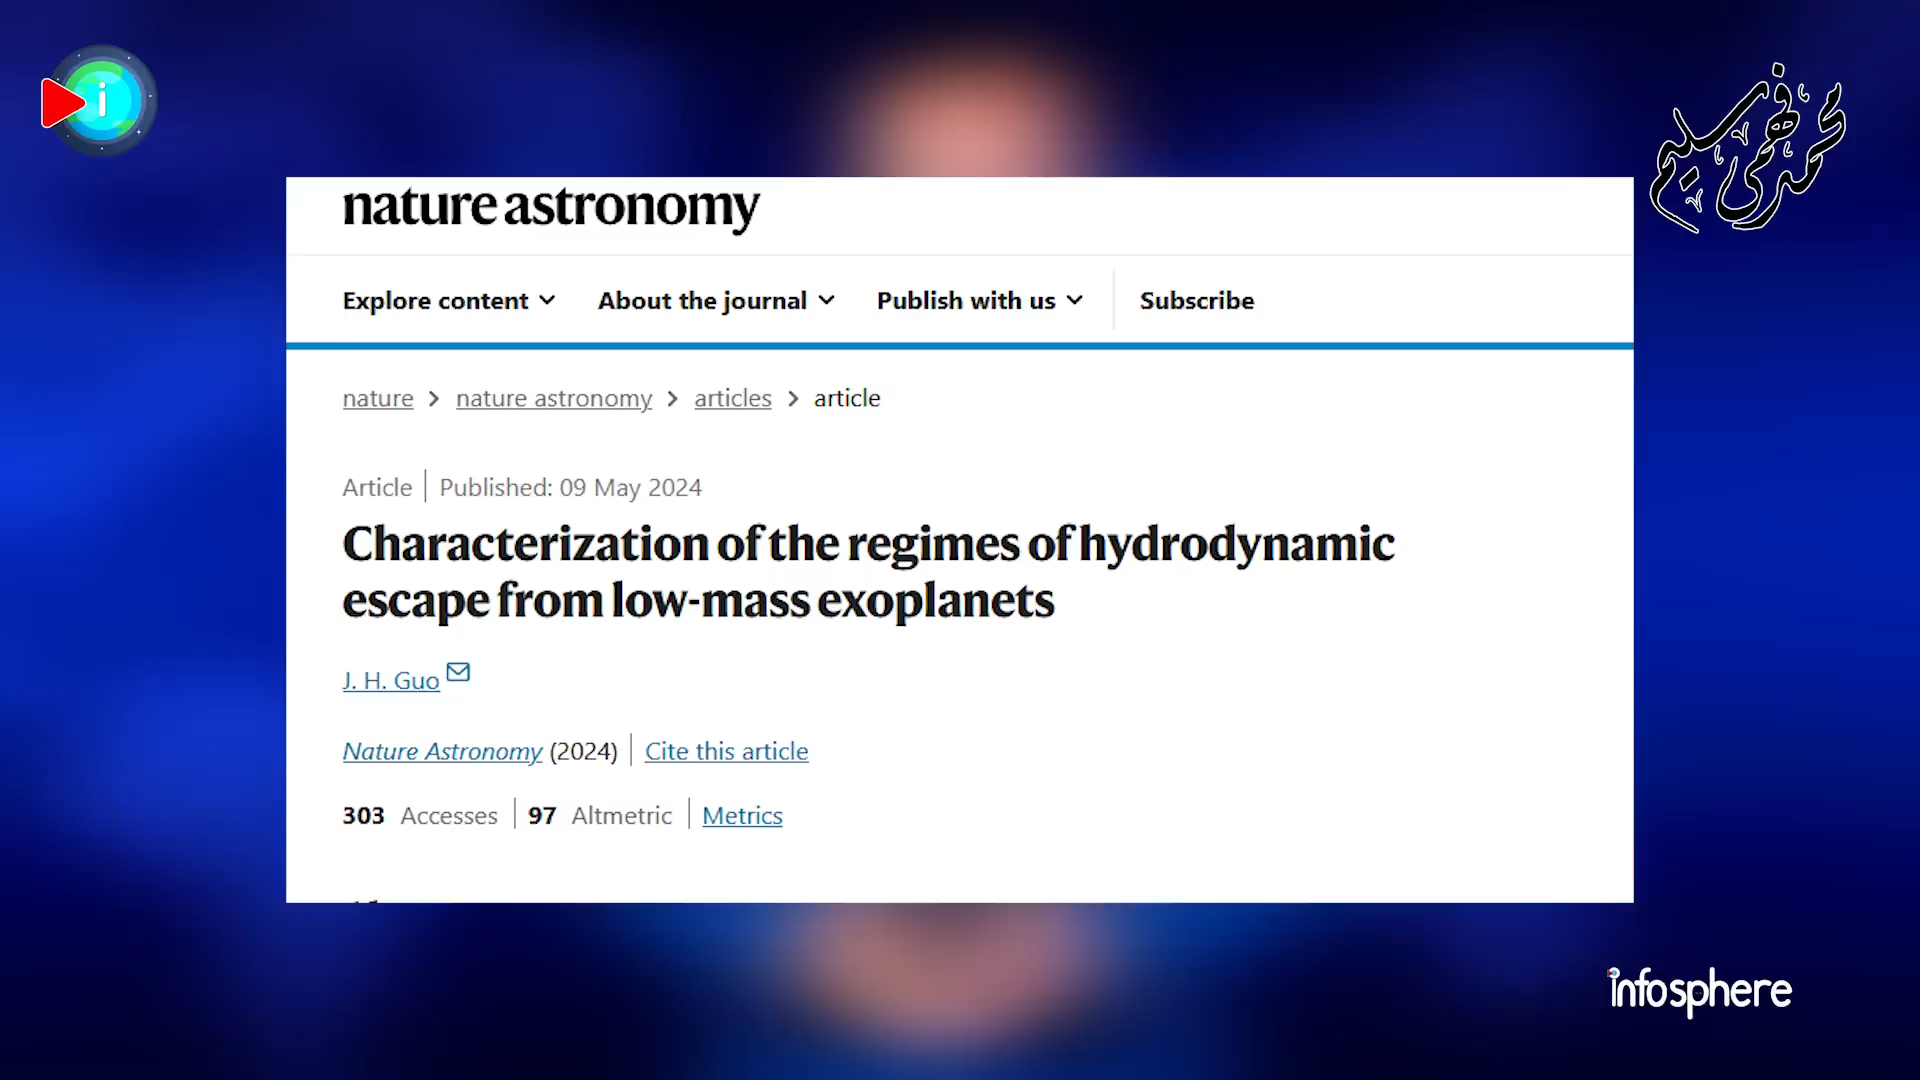 i
محمد فهمي سليم
nature astronomy
Explore content About the journal Publish with us Subscribe
nature > nature astronomy > articles > article
Article | Published: 09 May 2024
Characterization of the regimes of hydrodynamic
escape from low-mass exoplanets
J. H. Guo
Nature Astronomy (2024) | Cite this article
303 Accesses | 97 Altmetric | Metrics
infosphere